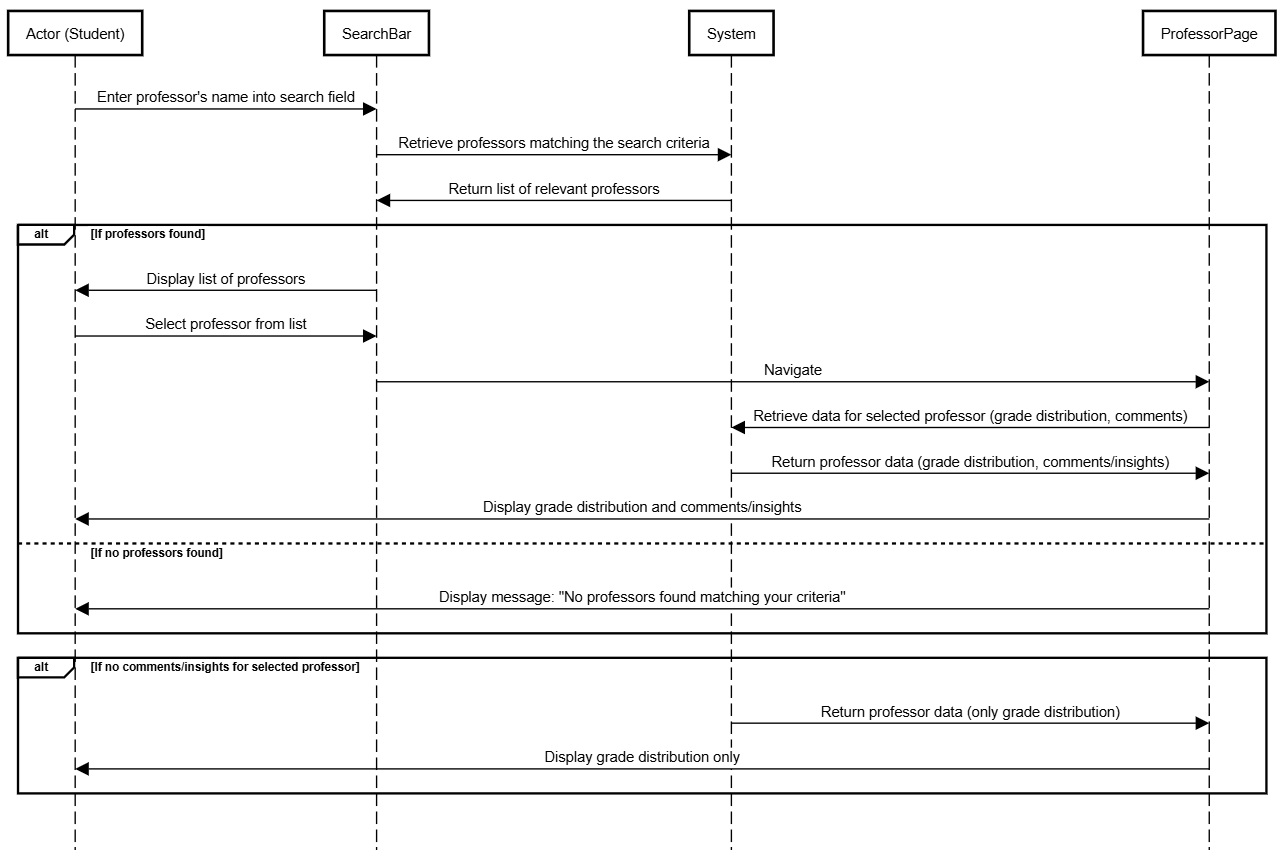 Actor (Student)
SearchBar
System
ProfessorPage
Enter professor's name into search field
Retrieve professors matching the search criteria
Return list of relevant professors
alt
[If professors found]
Display list of professors
Select professor from list
Navigate
Retrieve data for selected professor (grade distribution, comments)
Return professor data (grade distribution, comments/insights)
Display grade distribution and comments/insights
[If no professors found]
Display message: "No professors found matching your criteria"
alt
[If no comments/insights for selected professor]
Return professor data (only grade distribution)
Display grade distribution only